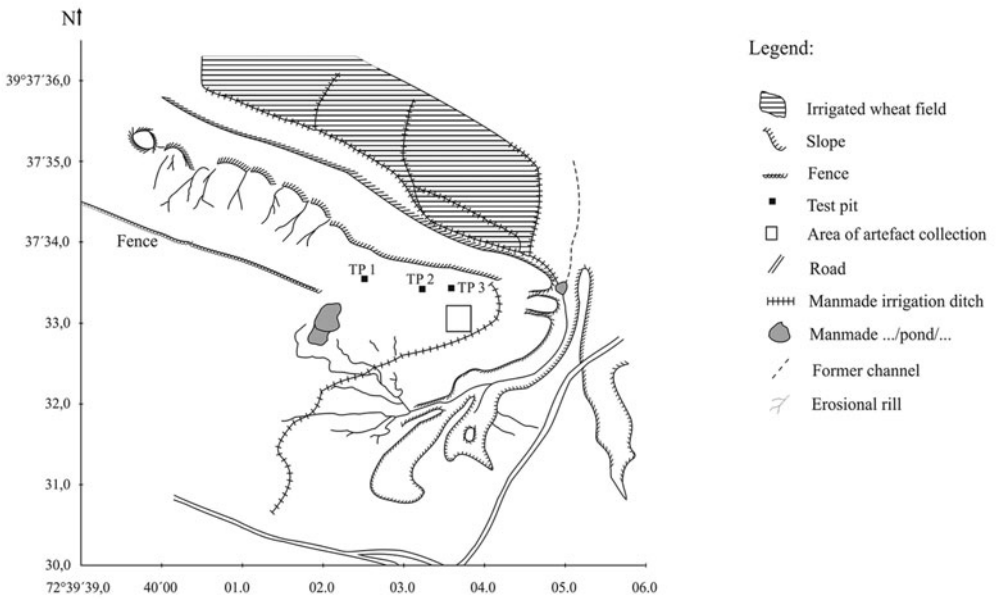 N
39°37´36,0
37´35,0
37´34,0
33,0
32,0
31,0
30,0
72°39´39,0 40´00 01.0 02.0 03.0 04.0 05.0 06.0
Fence
TP 1
TP 2
TP 3
Legend:
Irrigated wheat field
Slope
Fence
Test pit
Area of artefact collection
Road
Manmade irrigation ditch
Manmade .../pond/...
Former channel
Erosional rill